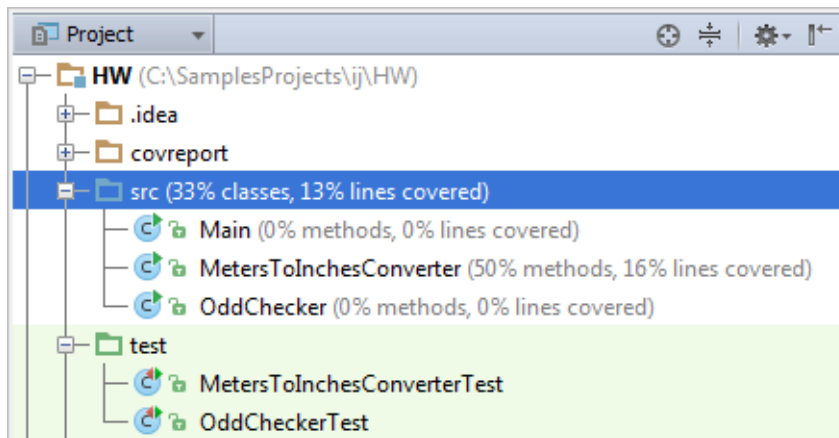 Project
HW (C:\SamplesProjects\ij\HW)
.idea
covreport
src (33% classes, 13% lines covered)
Main (0% methods, 0% lines covered)
MetersToInchesConverter (50% methods, 16% lines covered)
OddChecker (0% methods, 0% lines covered)
test
MetersToInchesConverterTest
OddCheckerTest